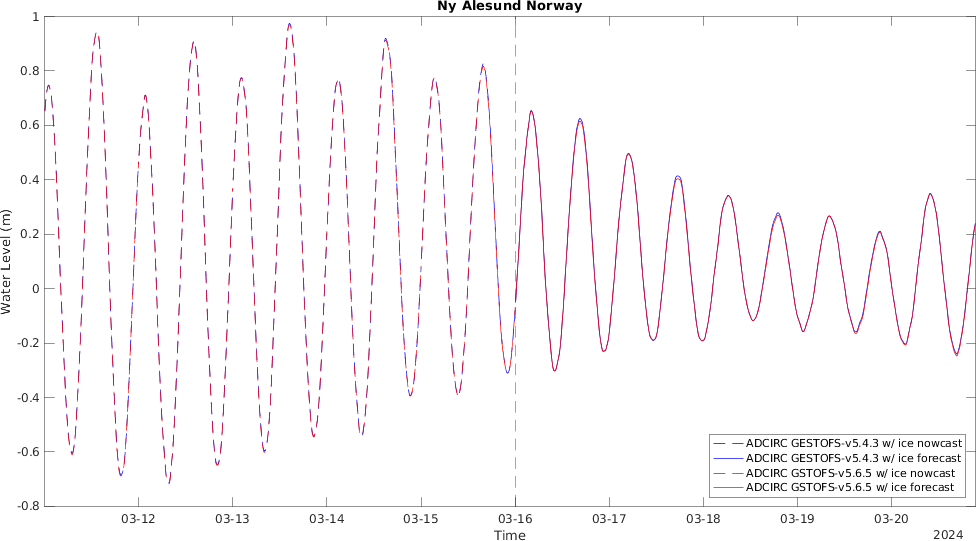 Ny Alesund Norway
1
0.8
0.6
0.4
0.2
0
-0.2
-0.4
-0.6
-0.8
Water Level (m)
ADCIRC GESTOFS-v5.4.3 w/ ice nowcast
ADCIRC GESTOFS-v5.4.3 w/ ice forecast
ADCIRC GSTOFS-v5.6.5 w/ ice nowcast
ADCIRC GSTOFS-v5.6.5 w/ ice forecast
03-12 03-13 03-14 03-15 03-16 03-17 03-18 03-19 03-20
Time
2024